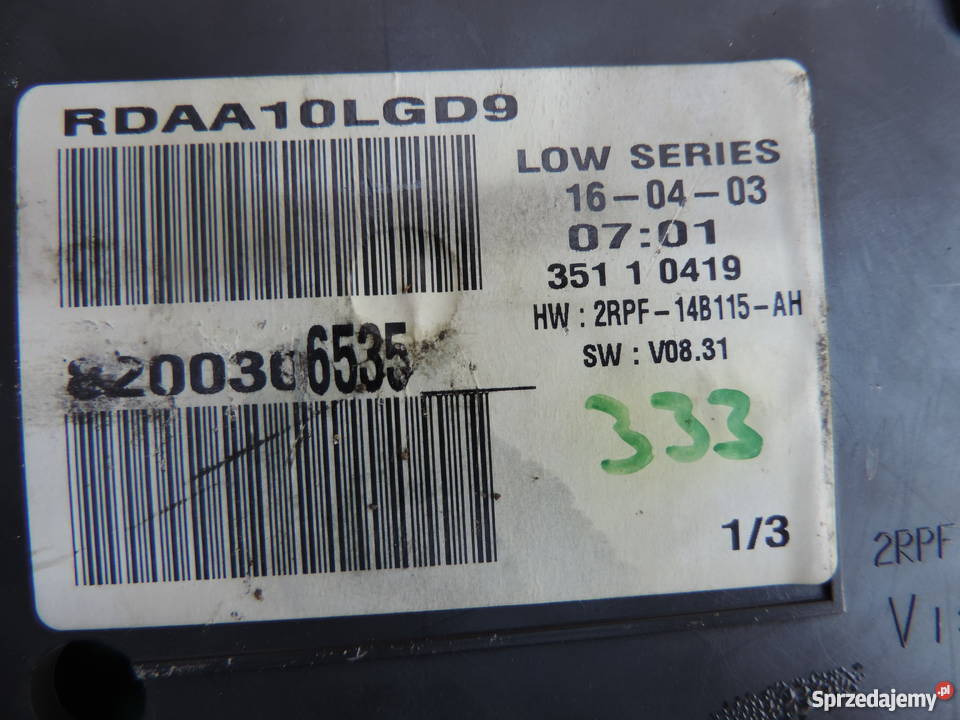 RDAA10LGD9
LOW SERIES
16-04-03
07:01
351 1 0419
HW : 2RPF-14B115-AH
SW : V08.31
8200306535
333
1/3
2RPF
Sprzedajemy.pl